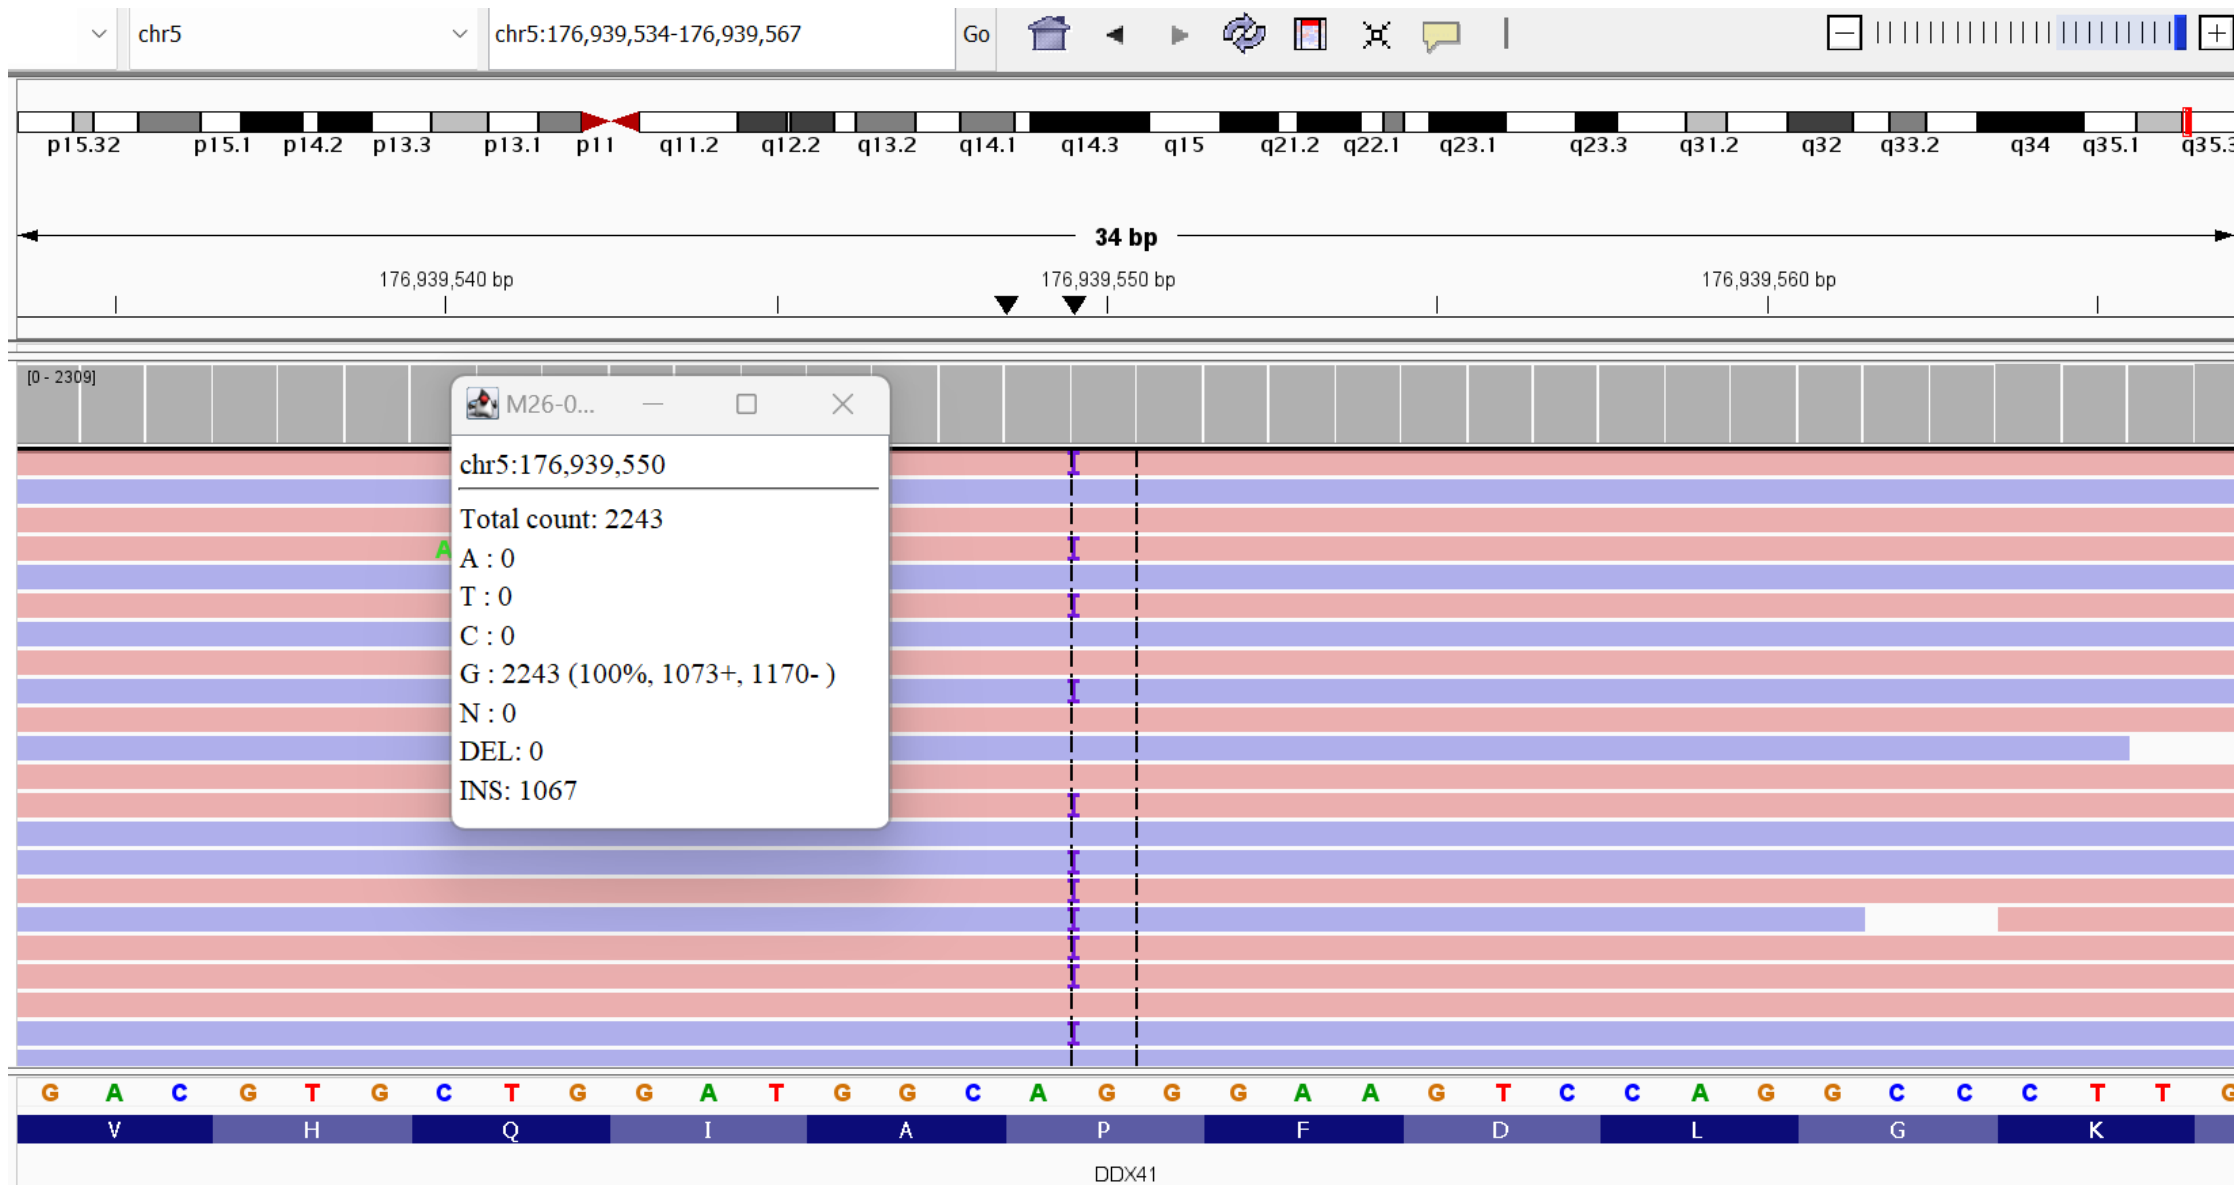 chr5 chr5:176,939,534-176,939,567 Go
p15.32 p15.1 p14.2 p13.3 p13.1 p11 q11.2 q12.2 q13.2 q14.1 q14.3 q15 q21.2 q22.1 q23.1 q23.3 q31.2 q32 q33.2 q34 q35.1 q35.3
34 bp
176,939,540 bp 176,939,550 bp 176,939,560 bp
[0 - 2309]
M26-0...
chr5:176,939,550
Total count: 2243
A : 0
T : 0
C : 0
G : 2243 (100%, 1073+, 1170- )
N : 0
DEL: 0
INS: 1067
A
G A C G T G C T G G A T G G C A G G G A A G T C C A G G C C C T T G
V H Q I A P F D L G K
DDX41